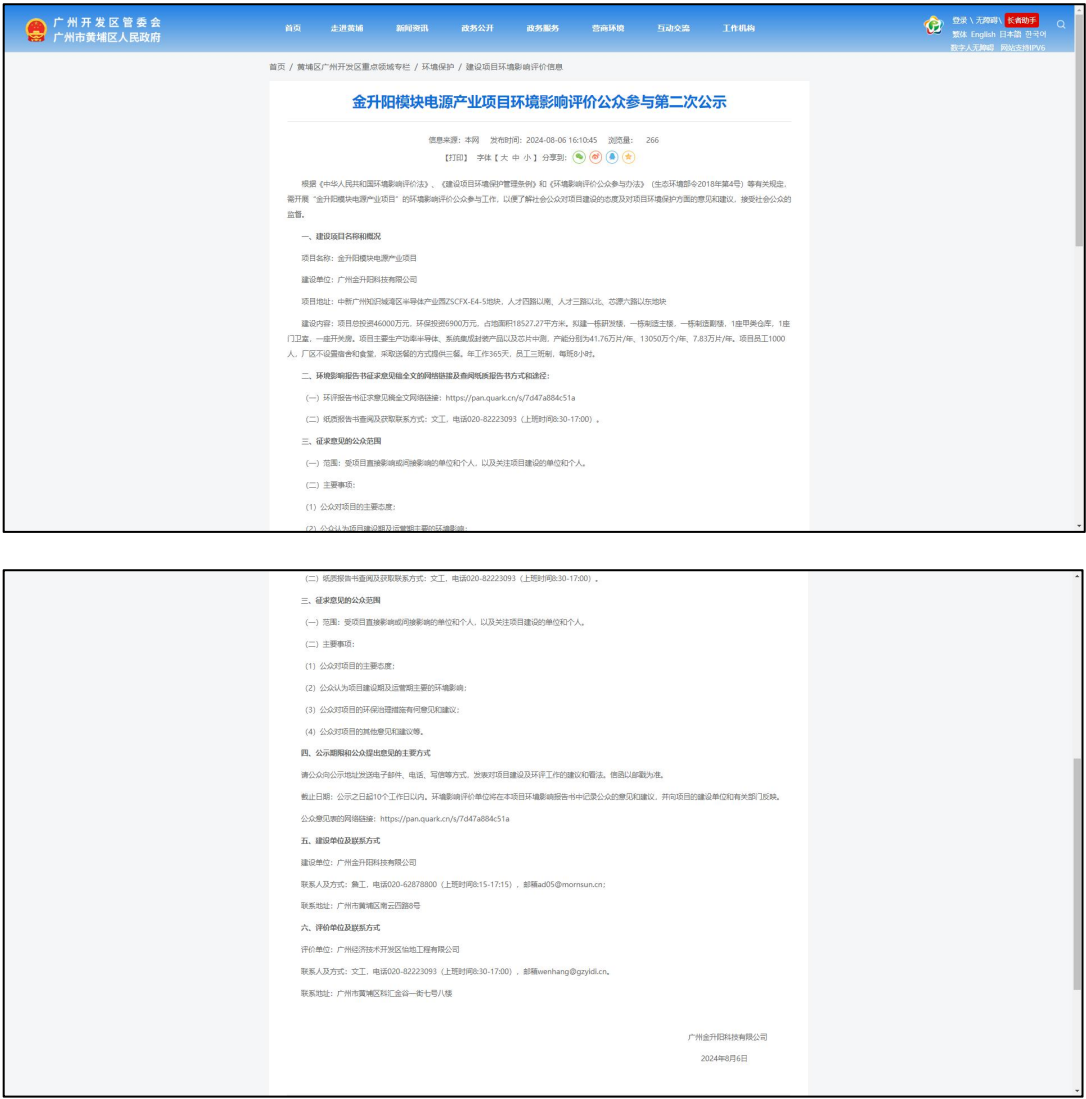 广州开发区管委会
广州市黄埔区人民政府
首页 走进黄埔 新闻资讯 政务公开 政务服务 营商环境 互动交流 工作机构
登录 \ 无障碍\ 长者助手
繁体 English 日本語 한국어
数字人无障碍 网站支持IPV6
首页 / 黄埔区广州开发区重点领域专栏 / 环境保护 / 建设项目环境影响评价信息
金升阳模块电源产业项目环境影响评价公众参与第二次公示
信息来源：本网 发布时间：2024-08-06 16:10:45 浏览量： 266
【打印】 字体【 大 中 小 】 分享到：
根据《中华人民共和国环境影响评价法》、《建设项目环境保护管理条例》和《环境影响评价公众参与办法》（生态环境部令2018年第4号）等有关规定，
需开展“金升阳模块电源产业项目”的环境影响评价公众参与工作，以便了解社会公众对项目建设的态度及对项目环境保护方面的意见和建议，接受社会公众的
监督。
一、建设项目名称和概况
项目名称：金升阳模块电源产业项目
建设单位：广州金升阳科技有限公司
项目地址：中新广州知识城湾区半导体产业园ZSCFX-E4-5地块，人才四路以南、人才三路以北、芯源六路以东地块
建设内容：项目总投资46000万元，环保投资6900万元，占地面积18527.27平方米。拟建一栋研发楼，一栋制造主楼，一栋制造副楼，1座甲类仓库，1座
门卫室，一座开关房。项目主要生产功率半导体、系统集成封装产品以及芯片中测，产能分别为41.76万片/年、13050万个/年、7.83万片/年。项目员工1000
人，厂区不设置宿舍和食堂，采取送餐的方式提供三餐。年工作365天，员工三班制，每班8小时。
二、环境影响报告书征求意见稿全文的网络链接及查阅纸质报告书方式和途径：
（一）环评报告书征求意见稿全文网络链接：https://pan.quark.cn/s/7d47a884c51a
（二）纸质报告书查阅及获取联系方式：文工，电话020-82223093（上班时间8:30-17:00）。
三、征求意见的公众范围
（一）范围：受项目直接影响或间接影响的单位和个人，以及关注项目建设的单位和个人。
（二）主要事项：
（1）公众对项目的主要态度；
（2）公众认为项目建设期及运营期主要的环境影响；
（二）纸质报告书查阅及获取联系方式：文工，电话020-82223093（上班时间8:30-17:00）。
三、征求意见的公众范围
（一）范围：受项目直接影响或间接影响的单位和个人，以及关注项目建设的单位和个人。
（二）主要事项：
（1）公众对项目的主要态度；
（2）公众认为项目建设期及运营期主要的环境影响；
（3）公众对项目的环保治理措施有何意见和建议；
（4）公众对项目的其他意见和建议等。
四、公示期限和公众提出意见的主要方式
请公众向公示地址发送电子邮件、电话、写信等方式，发表对项目建设及环评工作的建议和看法。信函以邮戳为准。
截止日期：公示之日起10个工作日以内。环境影响评价单位将在本项目环境影响报告书中记录公众的意见和建议，并向项目的建设单位和有关部门反映。
公众意见表的网络链接：https://pan.quark.cn/s/7d47a884c51a
五、建设单位及联系方式
建设单位：广州金升阳科技有限公司
联系人及方式：詹工，电话020-62878800（上班时间8:15-17:15），邮箱ad05@mornsun.cn；
联系地址：广州市黄埔区南云四路8号
六、评价单位及联系方式
评价单位：广州经济技术开发区怡地工程有限公司
联系人及方式：文工，电话020-82223093（上班时间8:30-17:00），邮箱wenhang@gzyidi.cn。
联系地址：广州市黄埔区科汇金谷一街七号八楼
广州金升阳科技有限公司
2024年8月6日